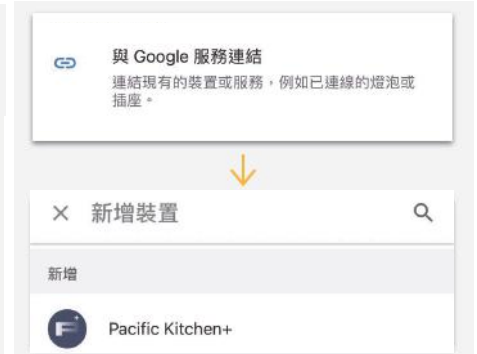 與 Google 服務連結
連結現有的裝置或服務，例如已連線的燈泡或
插座。
新增裝置
新增
Pacific Kitchen+